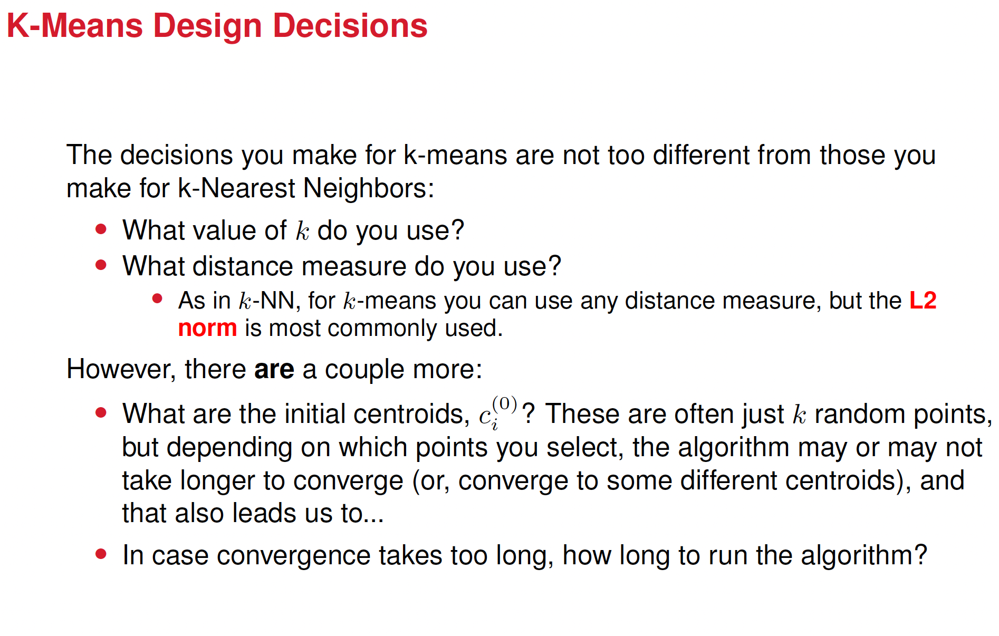 K-Means Design Decisions
The decisions you make for k-means are not too different from those you
make for k-Nearest Neighbors:
• What value of k do you use?
• What distance measure do you use?
• As in k-NN, for k-means you can use any distance measure, but the L2
norm is most commonly used.
However, there are a couple more:
• What are the initial centroids, c_i^{(0)}? These are often just k random points,
but depending on which points you select, the algorithm may or may not
take longer to converge (or, converge to some different centroids), and
that also leads us to...
• In case convergence takes too long, how long to run the algorithm?